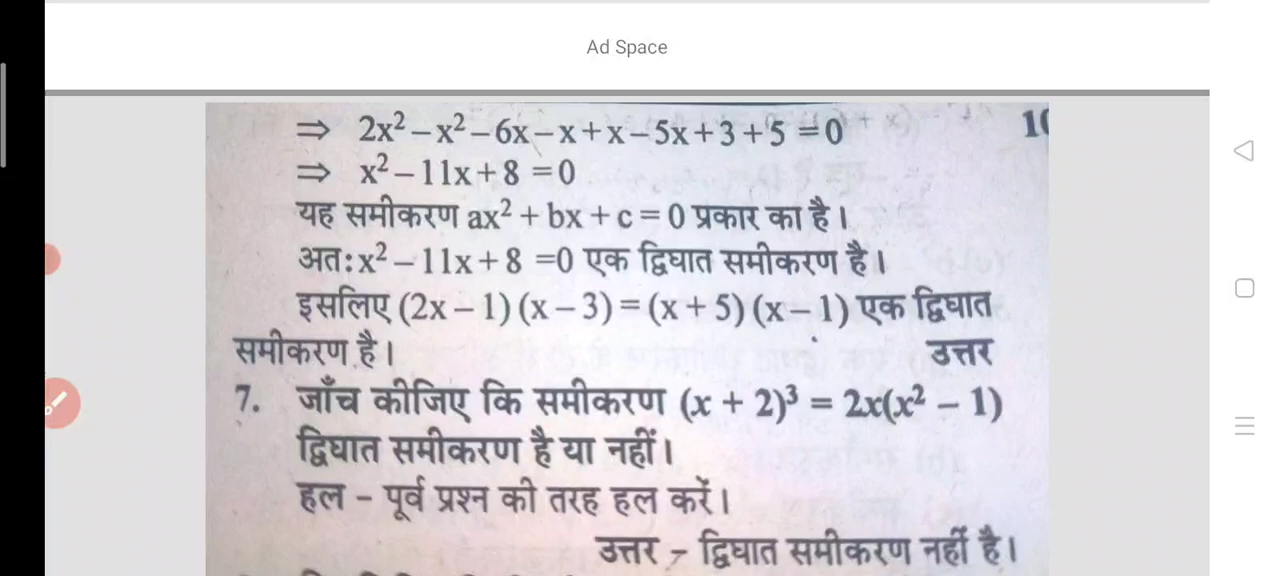 Ad Space
⇒ 2x² – x² – 6x – x + x – 5x + 3 + 5 = 0
⇒ x² – 11x + 8 = 0
यह समीकरण ax² + bx + c = 0 प्रकार का है।
अत: x² – 11x + 8 =0 एक द्विघात समीकरण है।
इसलिए (2x – 1) (x – 3) = (x + 5) (x – 1) एक द्विघात
समीकरण है। उत्तर
7. जाँच कीजिए कि समीकरण (x + 2)³ = 2x(x² – 1)
द्विघात समीकरण है या नहीं।
हल – पूर्व प्रश्न की तरह हल करें।
उत्तर – द्विघात समीकरण नहीं है।